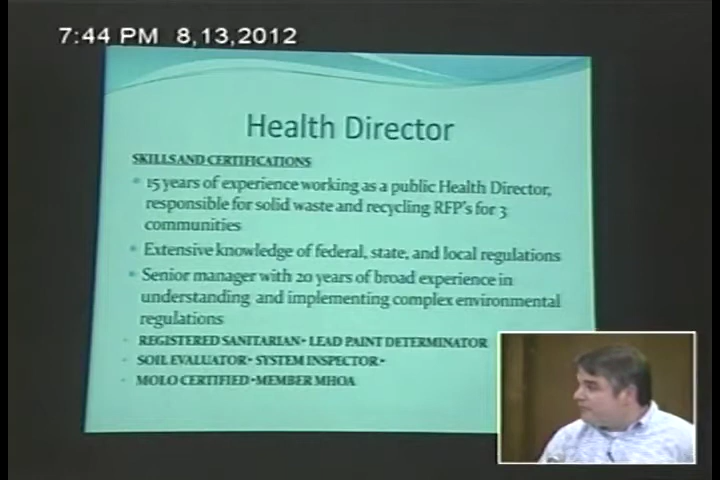 7:44 PM 8,13,2012
Health Director
SKILLS AND CERTIFICATIONS
15 years of experience working as a public Health Director,
responsible for solid waste and recycling RFP's for 3
communities
Extensive knowledge of federal, state, and local regulations
Senior manager with 20 years of broad experience in
understanding and implementing complex environmental
regulations
REGISTERED SANITARIAN- LEAD PAINT DETERMINATOR
SOIL EVALUATOR- SYSTEM INSPECTOR-
MOLO CERTIFIED-MEMBER MHOA